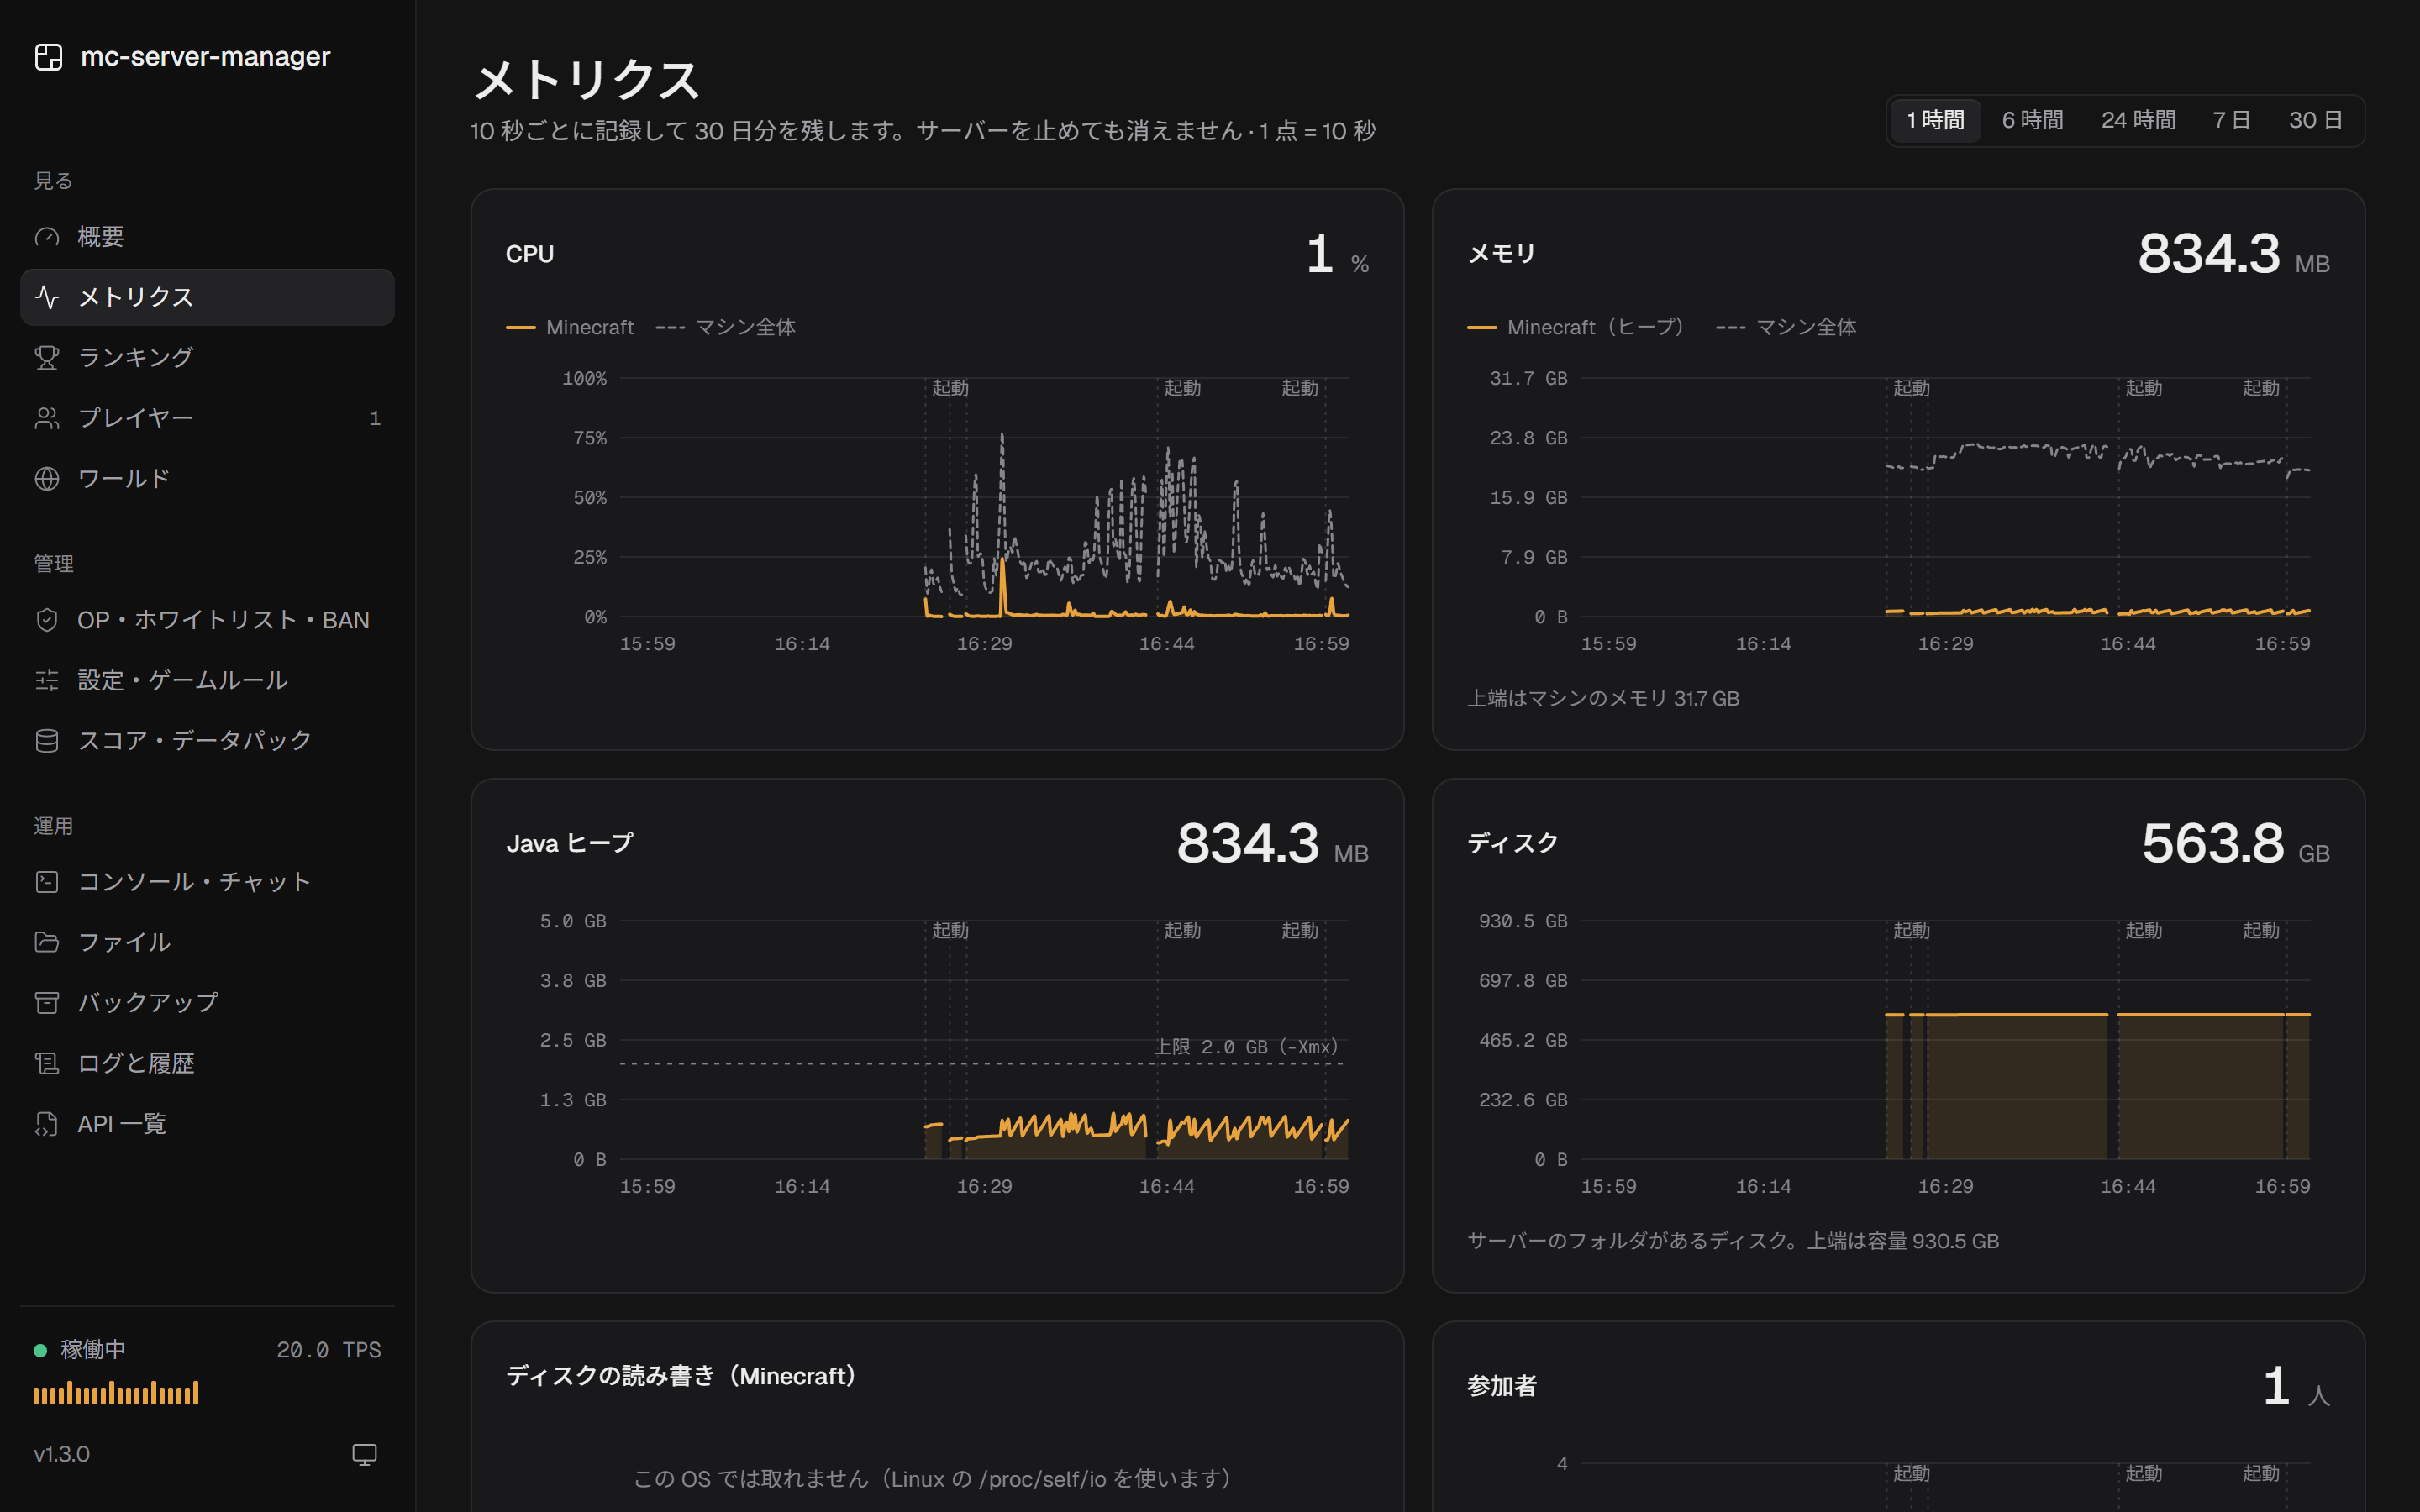 mc-server-manager
見る
概要
メトリクス
ランキング
プレイヤー 1
ワールド
管理
OP・ホワイトリスト・BAN
設定・ゲームルール
スコア・データパック
運用
コンソール・チャット
ファイル
バックアップ
ログと履歴
API 一覧
稼働中 20.0 TPS
v1.3.0
メトリクス
10 秒ごとに記録して 30 日分を残します。サーバーを止めても消えません · 1 点 = 10 秒
1 時間 6 時間 24 時間 7 日 30 日
CPU 1 %
Minecraft マシン全体
100%
75%
50%
25%
0%
起動 起動 起動
15:59 16:14 16:29 16:44 16:59
メモリ 834.3 MB
Minecraft（ヒープ） マシン全体
31.7 GB
23.8 GB
15.9 GB
7.9 GB
0 B
起動 起動 起動
15:59 16:14 16:29 16:44 16:59
上端はマシンのメモリ 31.7 GB
Java ヒープ 834.3 MB
5.0 GB
3.8 GB
2.5 GB
1.3 GB
0 B
起動 起動 起動
上限 2.0 GB（-Xmx）
15:59 16:14 16:29 16:44 16:59
ディスク 563.8 GB
930.5 GB
697.8 GB
465.2 GB
232.6 GB
0 B
起動 起動 起動
15:59 16:14 16:29 16:44 16:59
サーバーのフォルダがあるディスク。上端は容量 930.5 GB
ディスクの読み書き（Minecraft）
この OS では取れません（Linux の /proc/self/io を使います）
参加者 1 人
4
起動 起動 起動